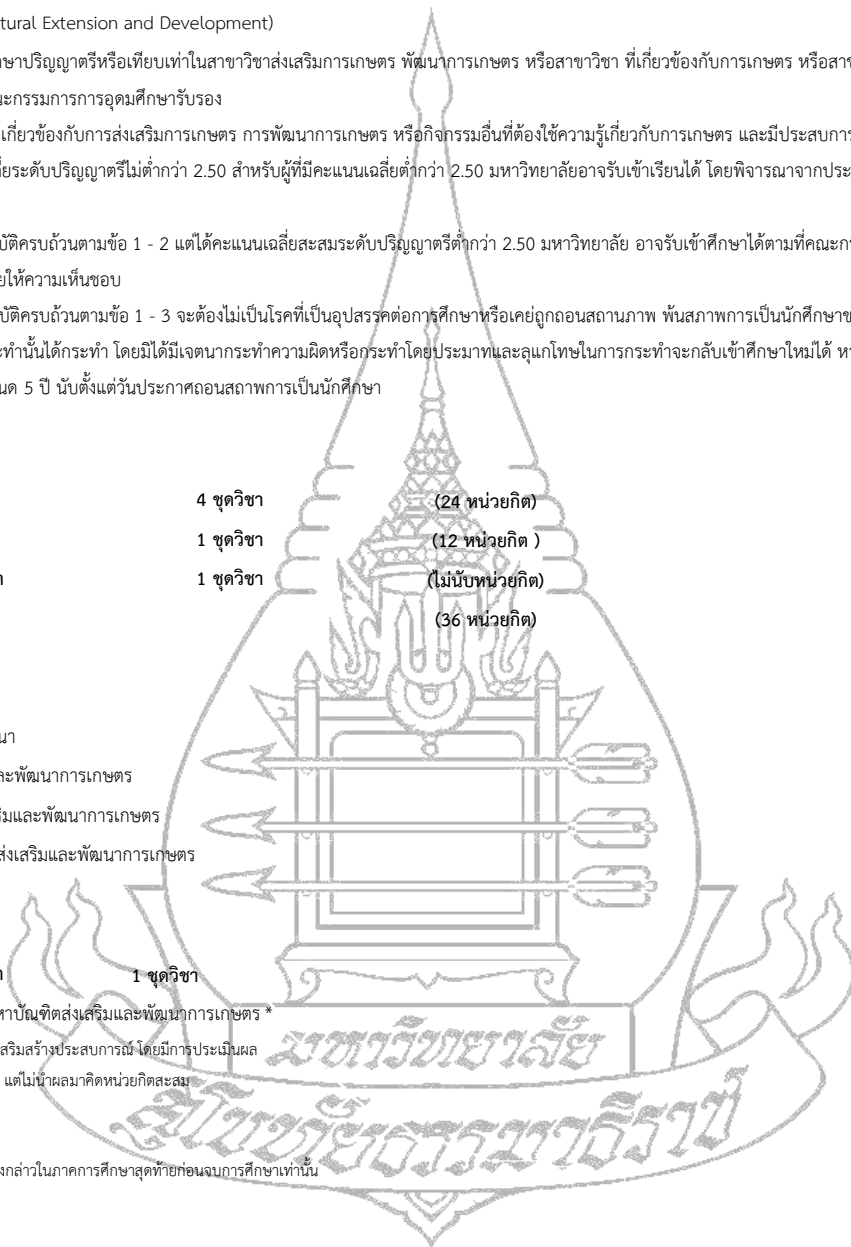 tural Extension and Development)
ษาปริญญาตรีหรือเทียบเท่าในสาขาวิชาส่งเสริมการเกษตร พัฒนาการเกษตร หรือสาขาวิชา ที่เกี่ยวข้องกับการเกษตร หรือสาข
ณะกรรมการการอุดมศึกษารับรอง
เกี่ยวข้องกับการส่งเสริมการเกษตร การพัฒนาการเกษตร หรือกิจกรรมอื่นที่ต้องใช้ความรู้เกี่ยวกับการเกษตร และมีประสบการ
ี่ยระดับปริญญาตรีไม่ต่ำกว่า 2.50 สำหรับผู้ที่มีคะแนนเฉลี่ยต่ำกว่า 2.50 มหาวิทยาลัยอาจรับเข้าเรียนได้ โดยพิจารณาจากประ
บัติครบถ้วนตามข้อ 1 - 2 แต่ได้คะแนนเฉลี่ยสะสมระดับปริญญาตรีต่ำกว่า 2.50 มหาวิทยาลัย อาจรับเข้าศึกษาได้ตามที่คณะก
ยให้ความเห็นชอบ
บัติครบถ้วนตามข้อ 1 - 3 จะต้องไม่เป็นโรคที่เป็นอุปสรรคต่อการศึกษาหรือเคยถูกถอนสถานภาพ พ้นสภาพการเป็นนักศึกษาข
ะทำนั้นได้กระทำ โดยมิได้มีเจตนากระทำความผิดหรือกระทำโดยประมาทและลุแกโทษในการกระทำจะกลับเข้าศึกษาใหม่ได้ ห
นด 5 ปี นับตั้งแต่วันประกาศถอนสถาพการเป็นนักศึกษา
4 ชุดวิชา (24 หน่วยกิต)
1 ชุดวิชา (12 หน่วยกิต )
า 1 ชุดวิชา (ไม่นับหน่วยกิต)
(36 หน่วยกิต)
นา
ละพัฒนาการเกษตร
ริมและพัฒนาการเกษตร
ส่งเสริมและพัฒนาการเกษตร
า 1 ชุดวิชา
หาบัณฑิตส่งเสริมและพัฒนาการเกษตร *
เสริมสร้างประสบการณ์ โดยมีการประเมินผล
แต่ไม่นำผลมาคิดหน่วยกิตสะสม
มหาวิทยาลัย
สุโขทัยธรรมาธิราช
งกล่าวในภาคการศึกษาสุดท้ายก่อนจบการศึกษาเท่านั้น